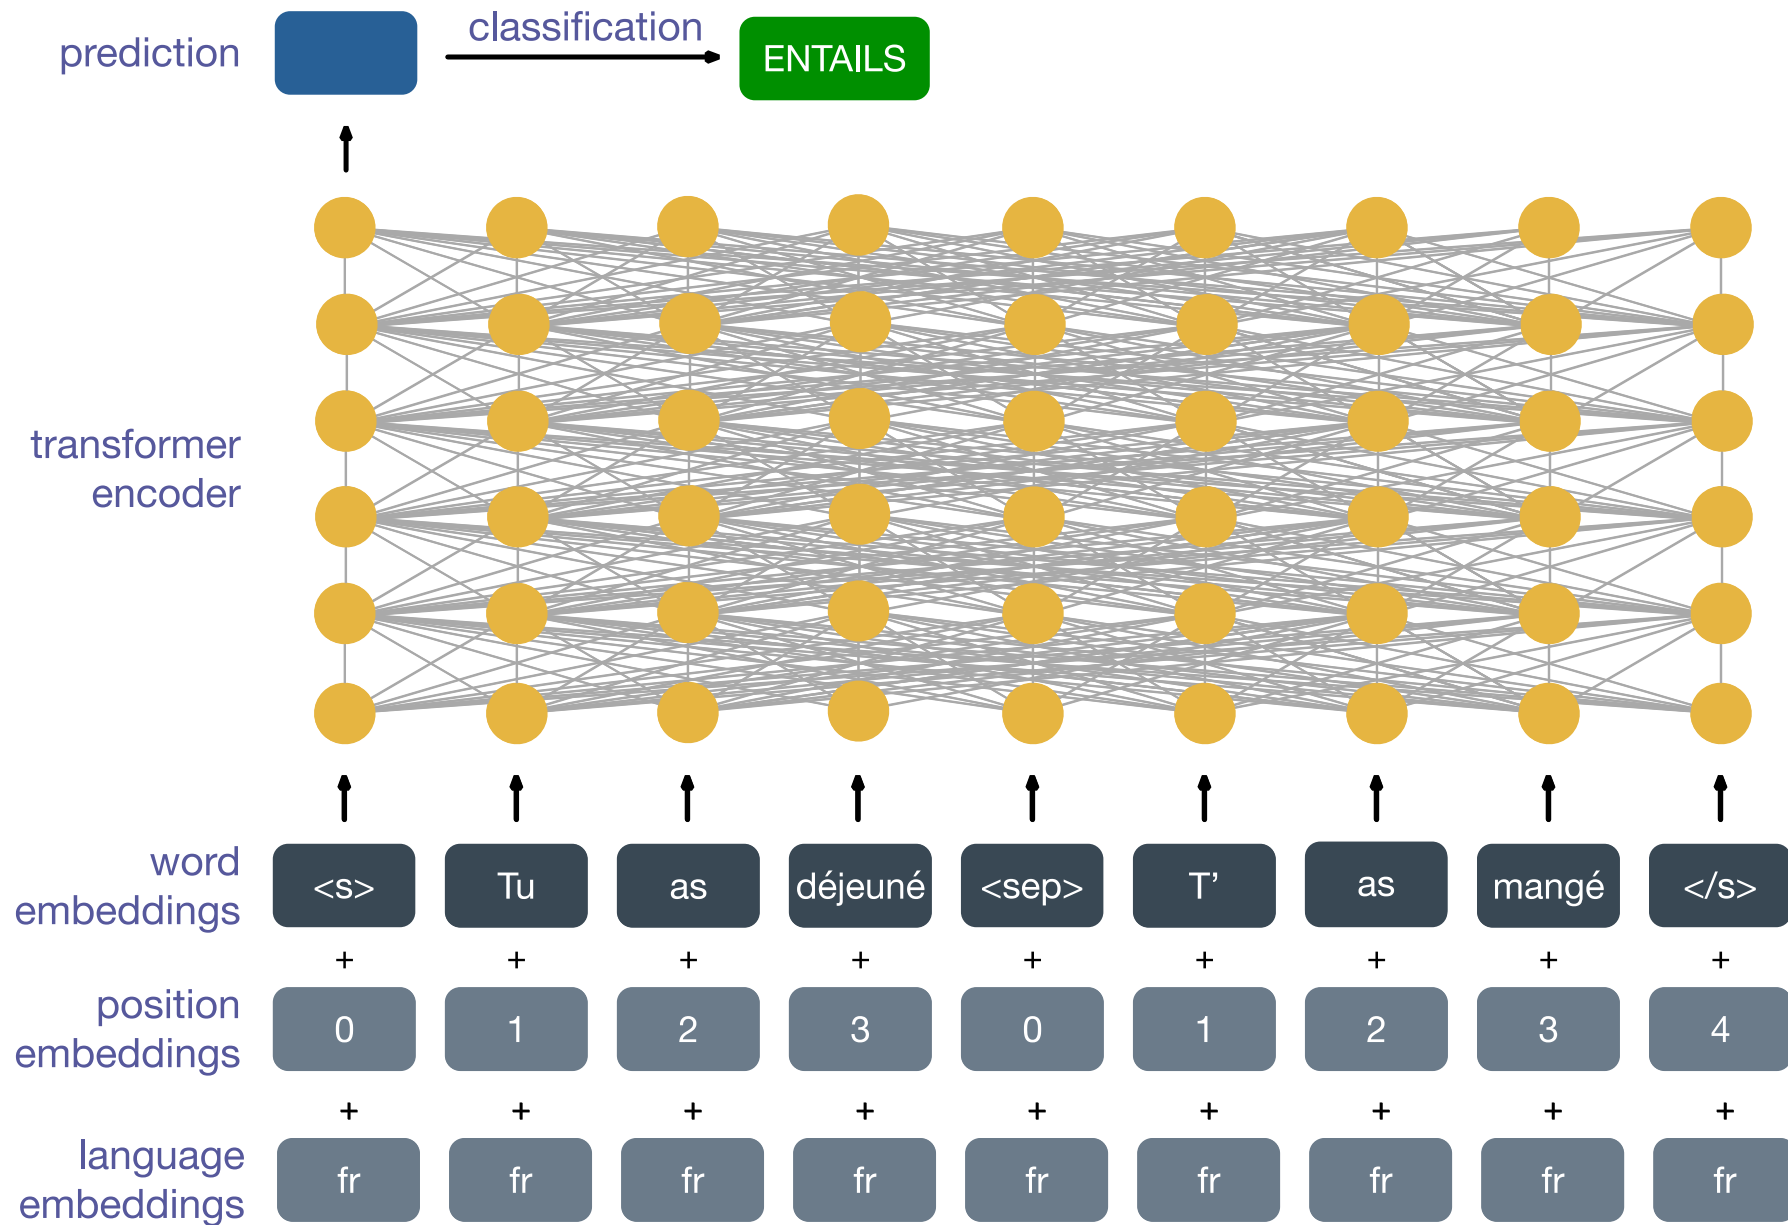 prediction classification ENTAILS
transformer
encoder
word
embeddings
<s> Tu as déjeuné <sep> T’ as mangé </s>
+ + + + + + + + +
position
embeddings
0 1 2 3 0 1 2 3 4
+ + + + + + + + +
language
embeddings
fr fr fr fr fr fr fr fr fr